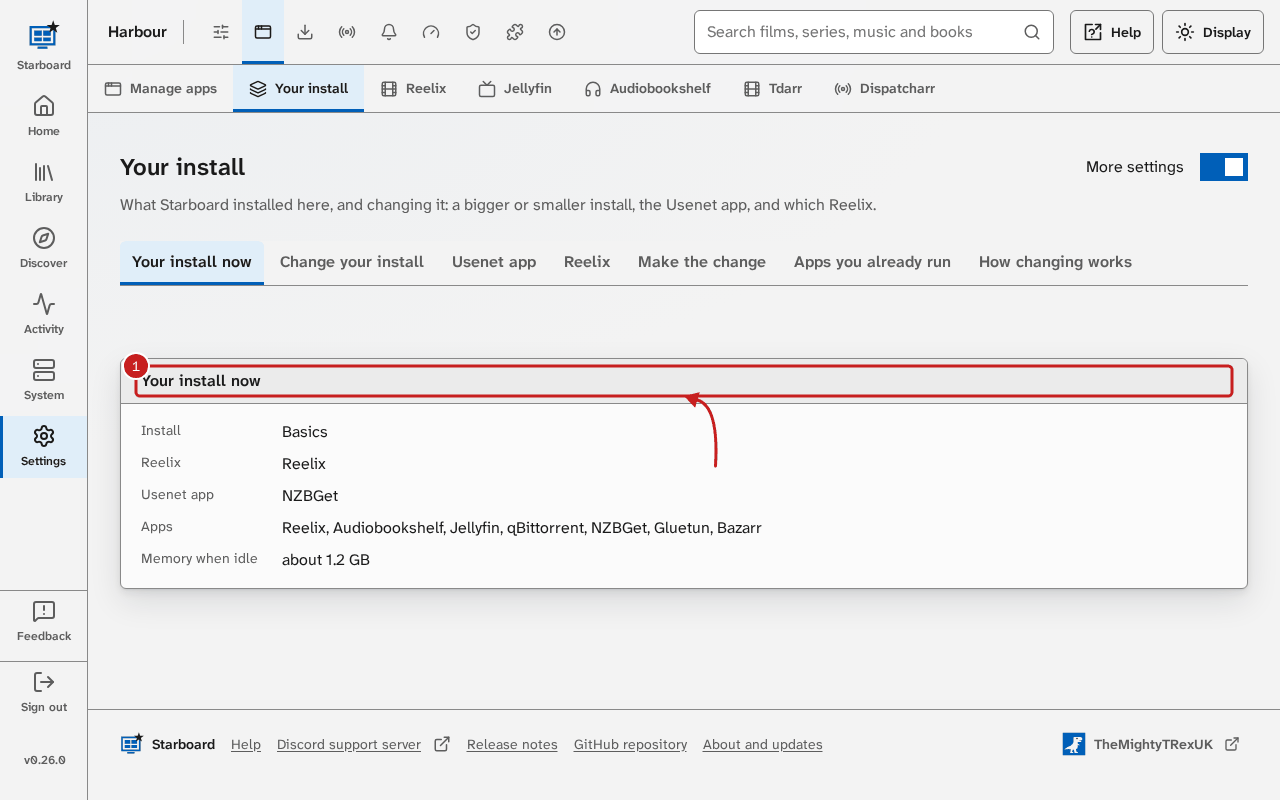 Starboard
Home
Library
Discover
Activity
System
Settings
Feedback
Sign out
v0.26.0
Harbour
Search films, series, music and books
Help
Display
Manage apps
Your install
Reelix
Jellyfin
Audiobookshelf
Tdarr
Dispatcharr
Your install
More settings
What Starboard installed here, and changing it: a bigger or smaller install, the Usenet app, and which Reelix.
Your install now
Change your install
Usenet app
Reelix
Make the change
Apps you already run
How changing works
1
Your install now
Install Basics
Reelix Reelix
Usenet app NZBGet
Apps Reelix, Audiobookshelf, Jellyfin, qBittorrent, NZBGet, Gluetun, Bazarr
Memory when idle about 1.2 GB
Starboard
Help
Discord support server
Release notes
GitHub repository
About and updates
TheMightyTRexUK